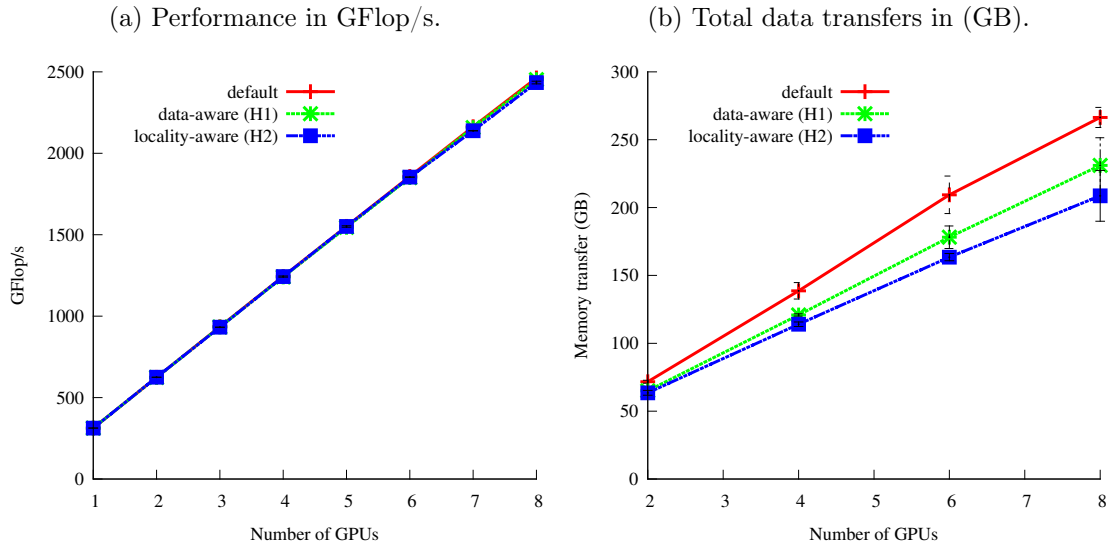 (a) Performance in GFlop/s.
2500
2000
1500
1000
500
0
GFlop/s
default
data-aware (H1)
locality-aware (H2)
1 2 3 4 5 6 7 8
Number of GPUs
(b) Total data transfers in (GB).
300
250
200
150
100
50
0
Memory transfer (GB)
default
data-aware (H1)
locality-aware (H2)
2 4 6 8
Number of GPUs